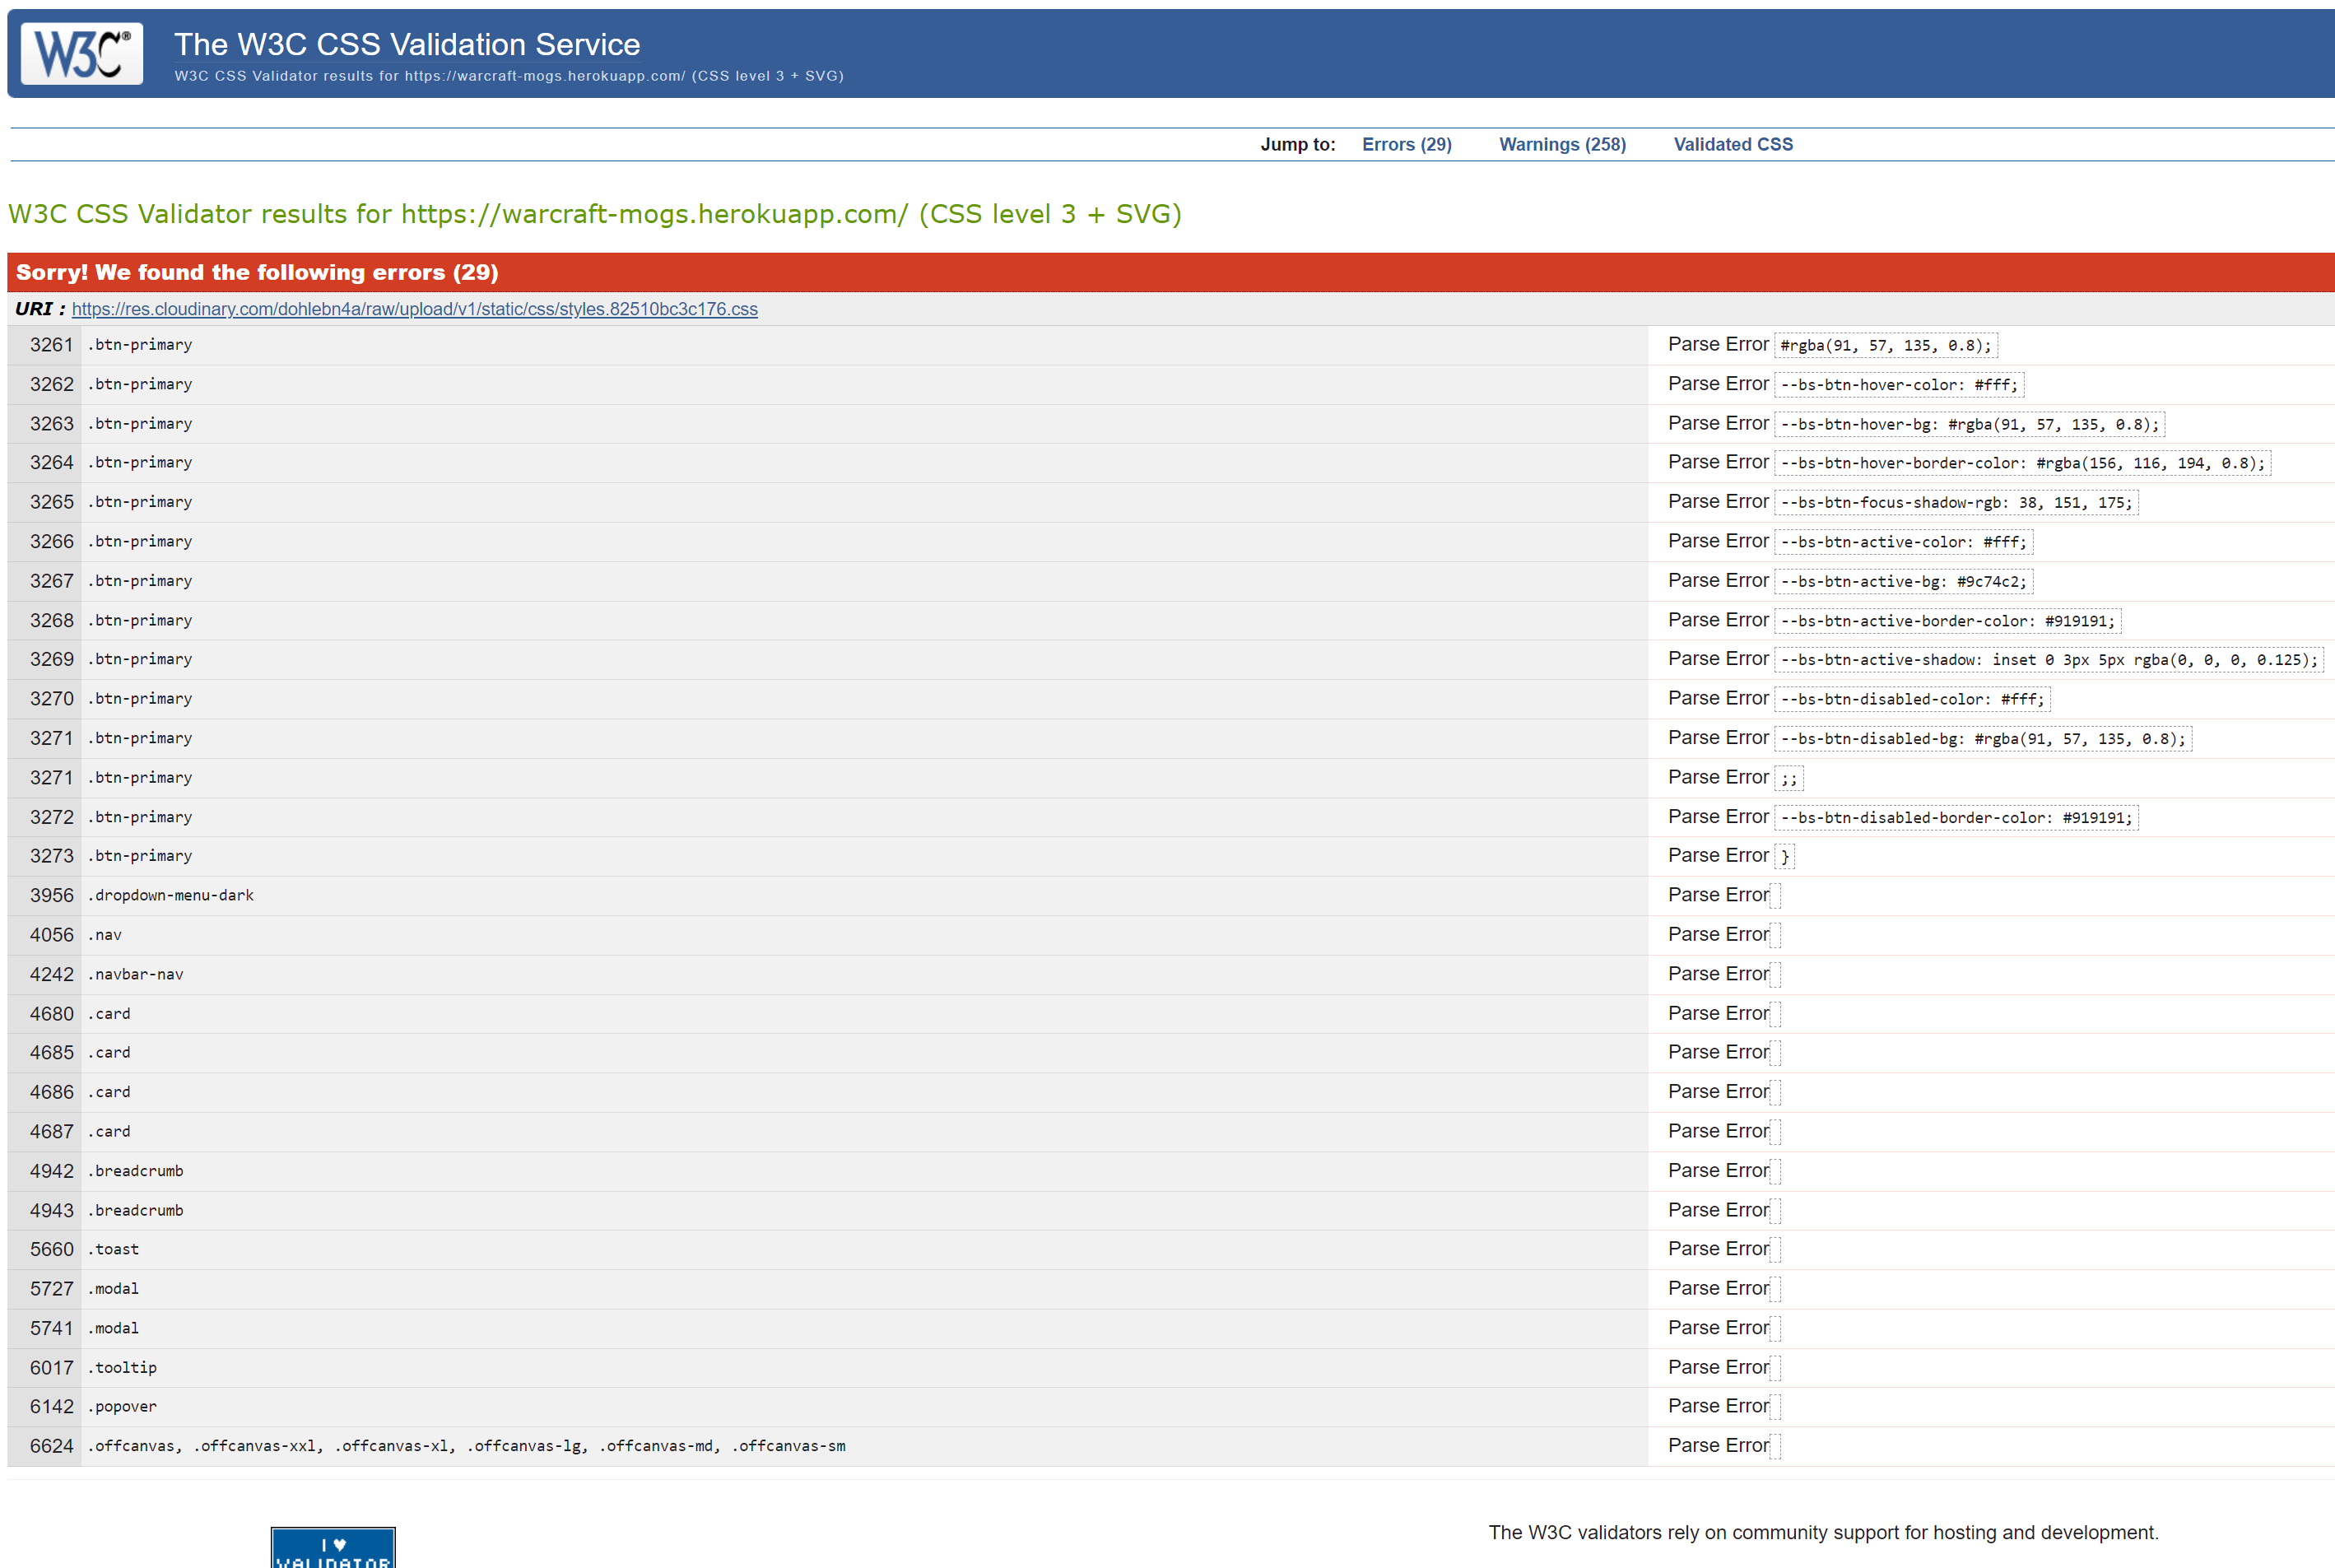 W3C®
The W3C CSS Validation Service
W3C CSS Validator results for https://warcraft-mogs.herokuapp.com/ (CSS level 3 + SVG)
Jump to: Errors (29) Warnings (258) Validated CSS
W3C CSS Validator results for https://warcraft-mogs.herokuapp.com/ (CSS level 3 + SVG)
Sorry! We found the following errors (29)
URI : https://res.cloudinary.com/dohlebn4a/raw/upload/v1/static/css/styles.82510bc3c176.css
3261 .btn-primary Parse Error #rgba(91, 57, 135, 0.8);
3262 .btn-primary Parse Error --bs-btn-hover-color: #fff;
3263 .btn-primary Parse Error --bs-btn-hover-bg: #rgba(91, 57, 135, 0.8);
3264 .btn-primary Parse Error --bs-btn-hover-border-color: #rgba(156, 116, 194, 0.8);
3265 .btn-primary Parse Error --bs-btn-focus-shadow-rgb: 38, 151, 175;
3266 .btn-primary Parse Error --bs-btn-active-color: #fff;
3267 .btn-primary Parse Error --bs-btn-active-bg: #9c74c2;
3268 .btn-primary Parse Error --bs-btn-active-border-color: #919191;
3269 .btn-primary Parse Error --bs-btn-active-shadow: inset 0 3px 5px rgba(0, 0, 0, 0.125);
3270 .btn-primary Parse Error --bs-btn-disabled-color: #fff;
3271 .btn-primary Parse Error --bs-btn-disabled-bg: #rgba(91, 57, 135, 0.8);
3271 .btn-primary Parse Error ;;
3272 .btn-primary Parse Error --bs-btn-disabled-border-color: #919191;
3273 .btn-primary Parse Error }
3956 .dropdown-menu-dark Parse Error
4056 .nav Parse Error
4242 .navbar-nav Parse Error
4680 .card Parse Error
4685 .card Parse Error
4686 .card Parse Error
4687 .card Parse Error
4942 .breadcrumb Parse Error
4943 .breadcrumb Parse Error
5660 .toast Parse Error
5727 .modal Parse Error
5741 .modal Parse Error
6017 .tooltip Parse Error
6142 .popover Parse Error
6624 .offcanvas, .offcanvas-xxl, .offcanvas-xl, .offcanvas-lg, .offcanvas-md, .offcanvas-sm Parse Error
The W3C validators rely on community support for hosting and development.
I ♥
VALIDATOR